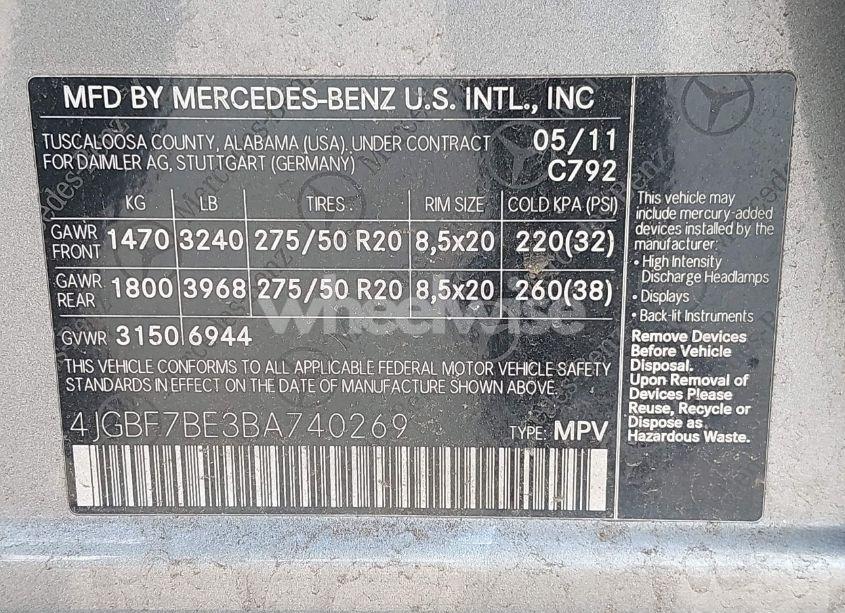 MFD BY MERCEDES-BENZ U.S. INTL., INC
TUSCALOOSA COUNTY, ALABAMA (USA), UNDER CONTRACT 05/11
FOR DAIMLER AG, STUTTGART (GERMANY) C792
KG LB TIRES RIM SIZE COLD KPA (PSI)
GAWR FRONT 1470 3240 275/50 R20 8,5x20 220(32)
GAWR REAR 1800 3968 275/50 R20 8,5x20 260(38)
GVWR 3150 6944
THIS VEHICLE CONFORMS TO ALL APPLICABLE FEDERAL MOTOR VEHICLE SAFETY
STANDARDS IN EFFECT ON THE DATE OF MANUFACTURE SHOWN ABOVE.
4JGBF7BE3BA740269 TYPE: MPV
This vehicle may
include mercury-added
devices installed by the
manufacturer:
• High Intensity
Discharge Headlamps
• Displays
• Back-lit Instruments
Remove Devices
Before Vehicle
Disposal.
Upon Removal of
Devices Please
Reuse, Recycle or
Dispose as
Hazardous Waste.
wheelwise
Mercedes-Benz